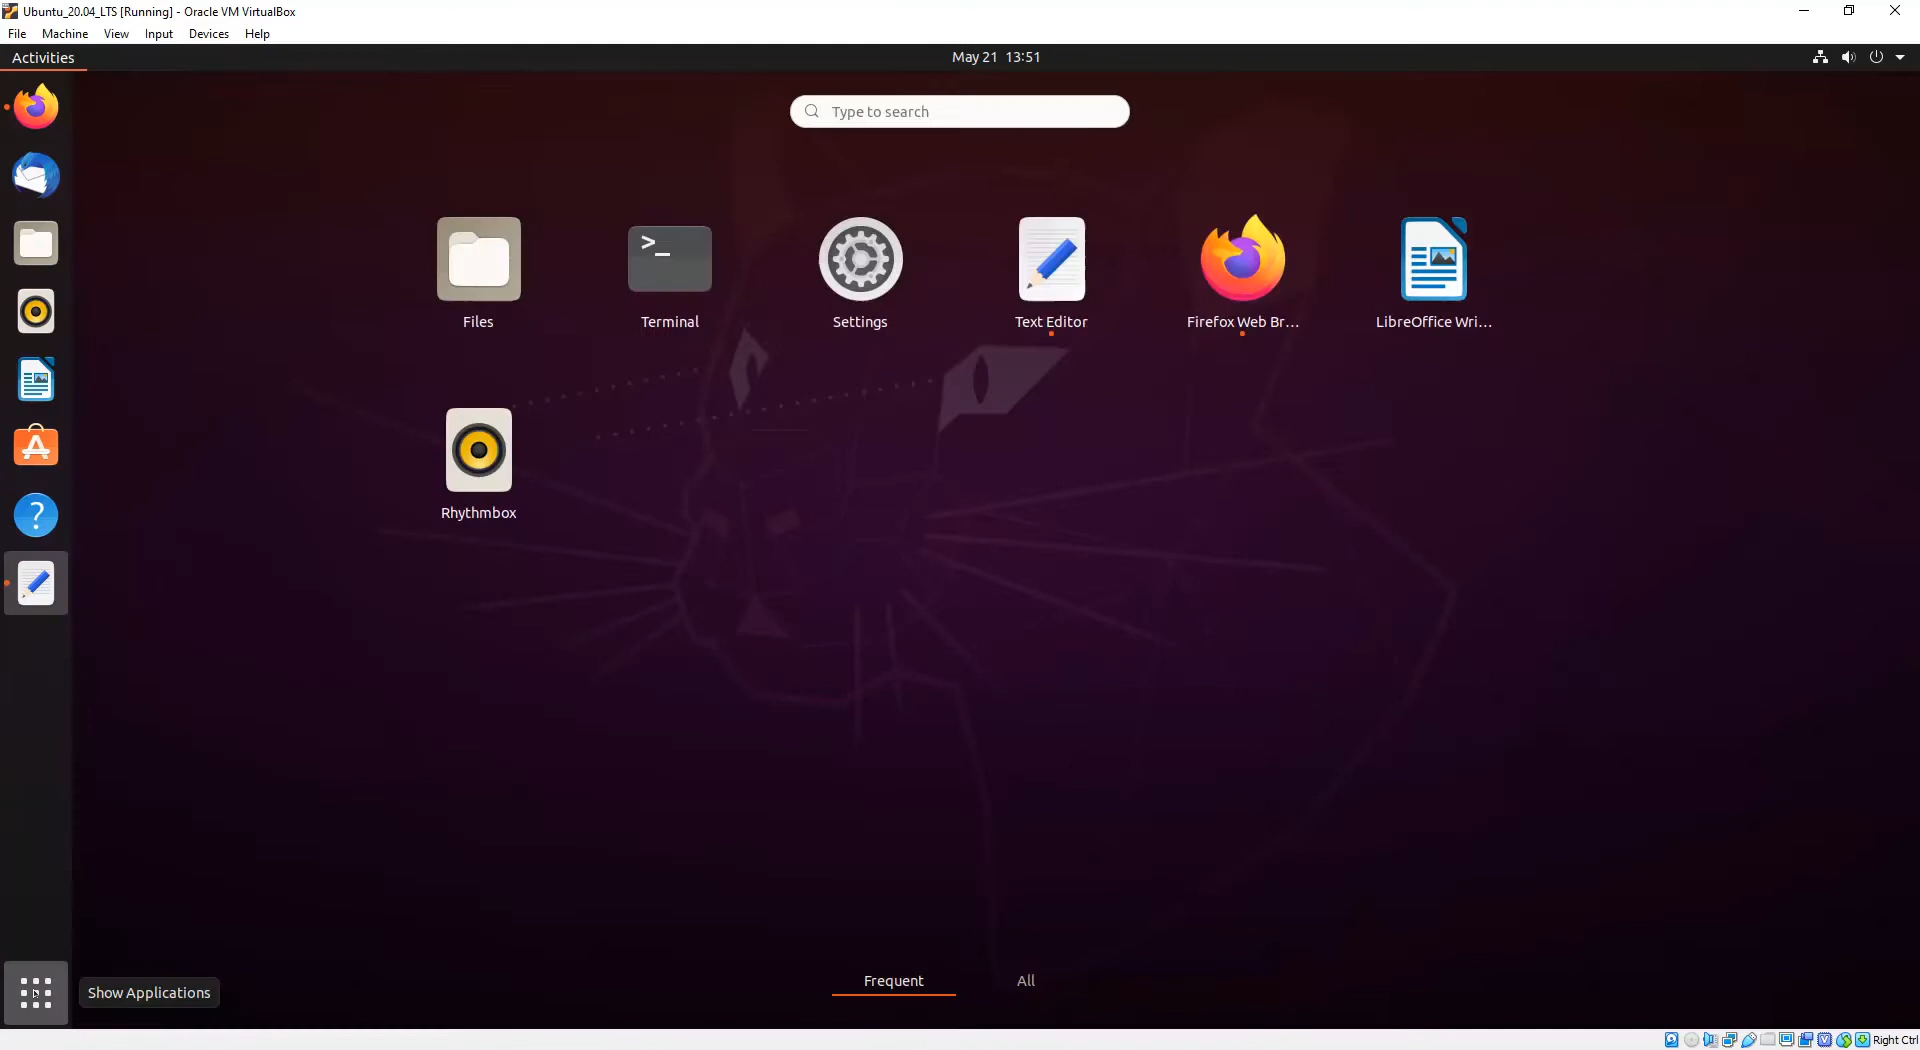 Ubuntu_20.04_LTS [Running] - Oracle VM VirtualBox
File Machine View Input Devices Help
Activities
May 21 13:51
Type to search
Files
Terminal
Settings
Text Editor
Firefox Web Br...
LibreOffice Wri...
Rhythmbox
Frequent
All
Show Applications
Right Ctrl